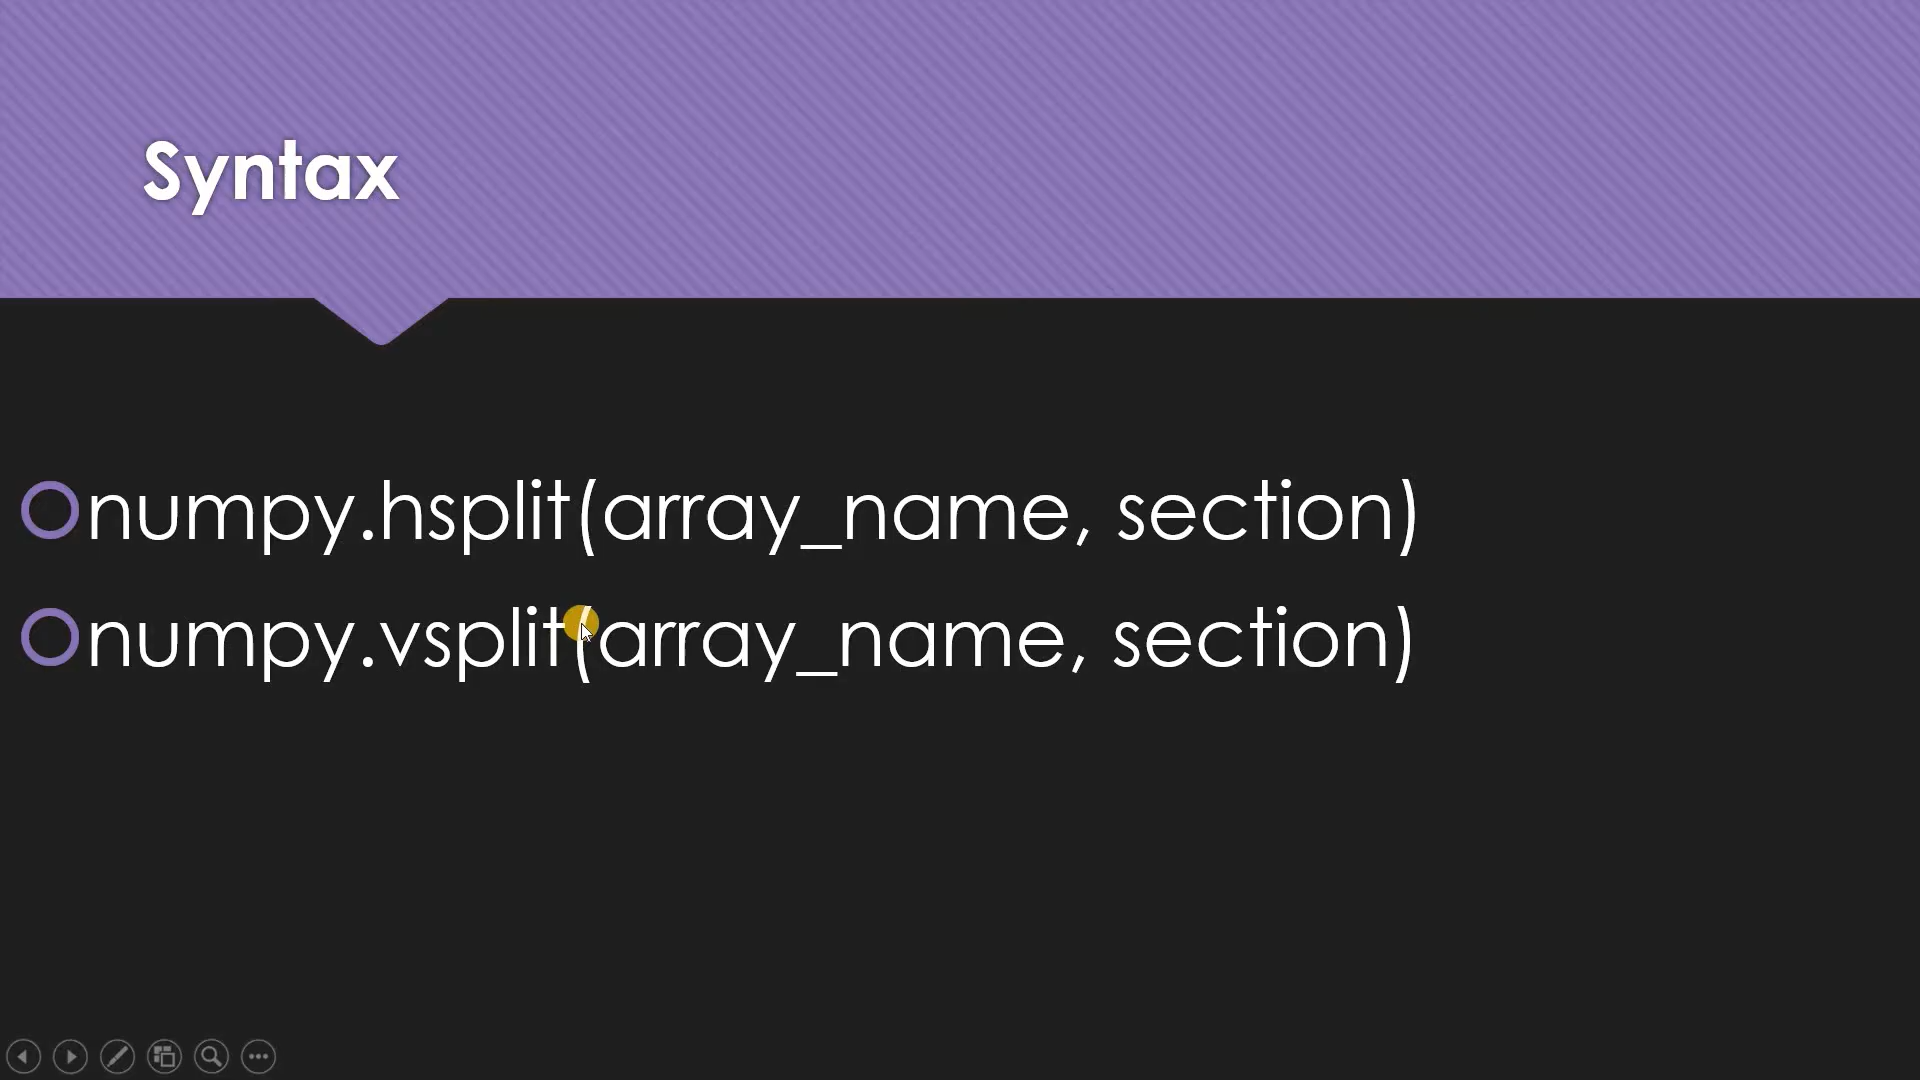 Syntax
numpy.hsplit(array_name, section)
numpy.vsplit(array_name, section)